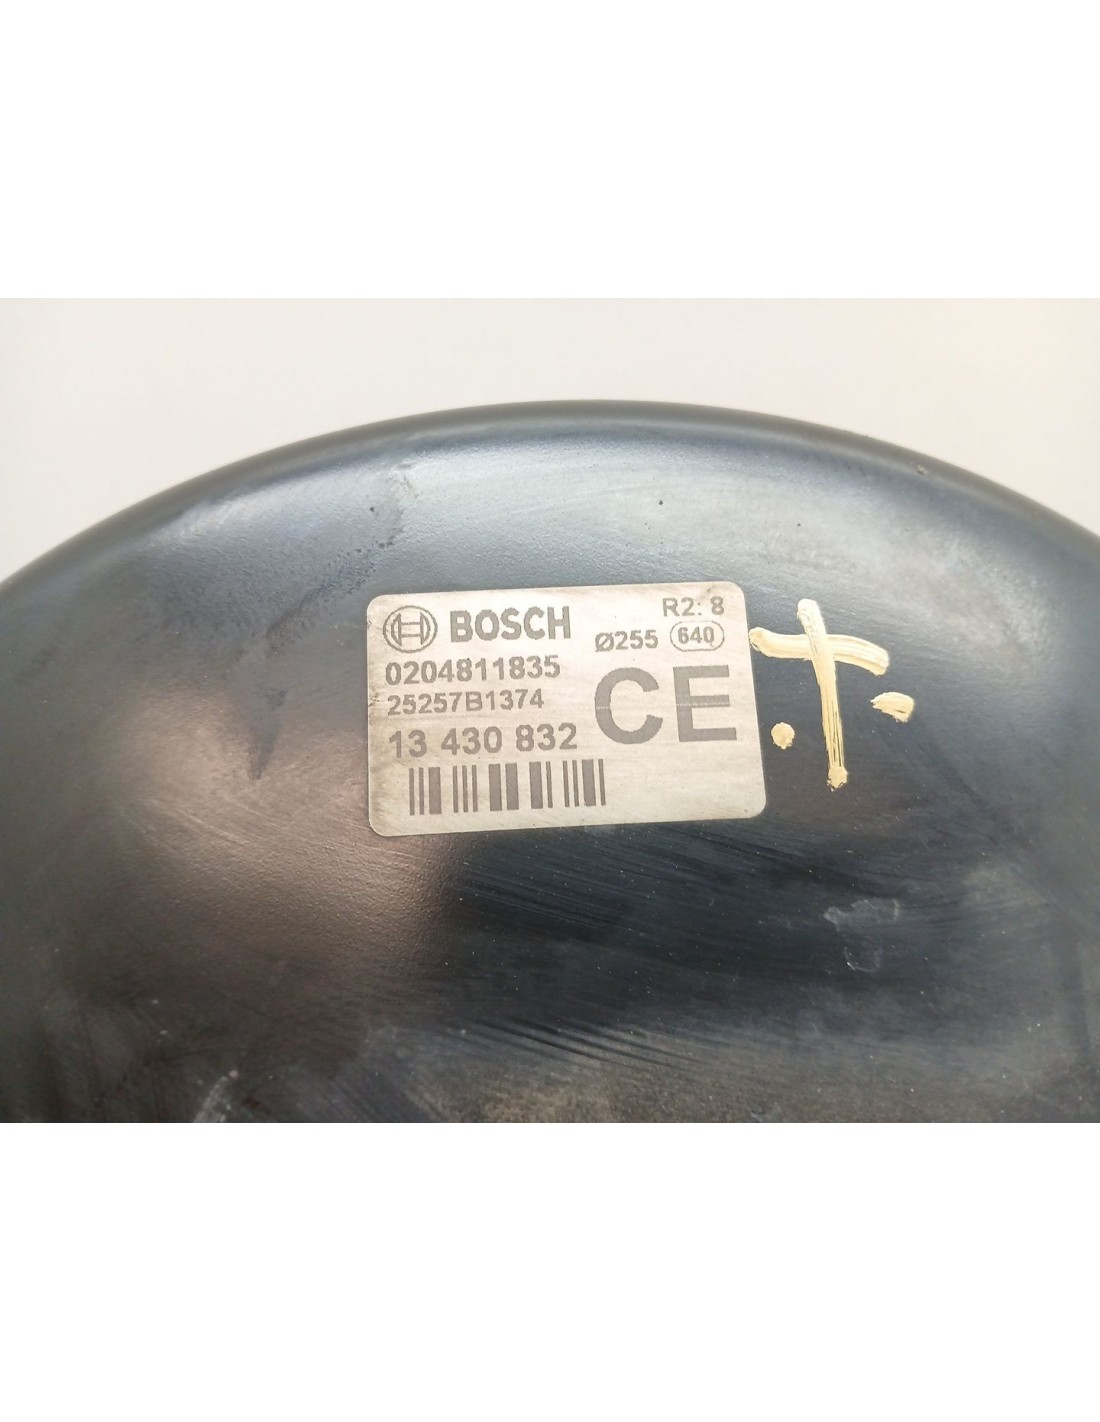 BOSCH R2: 8
Ø255 640
0204811835
25257B1374
CE
13 430 832